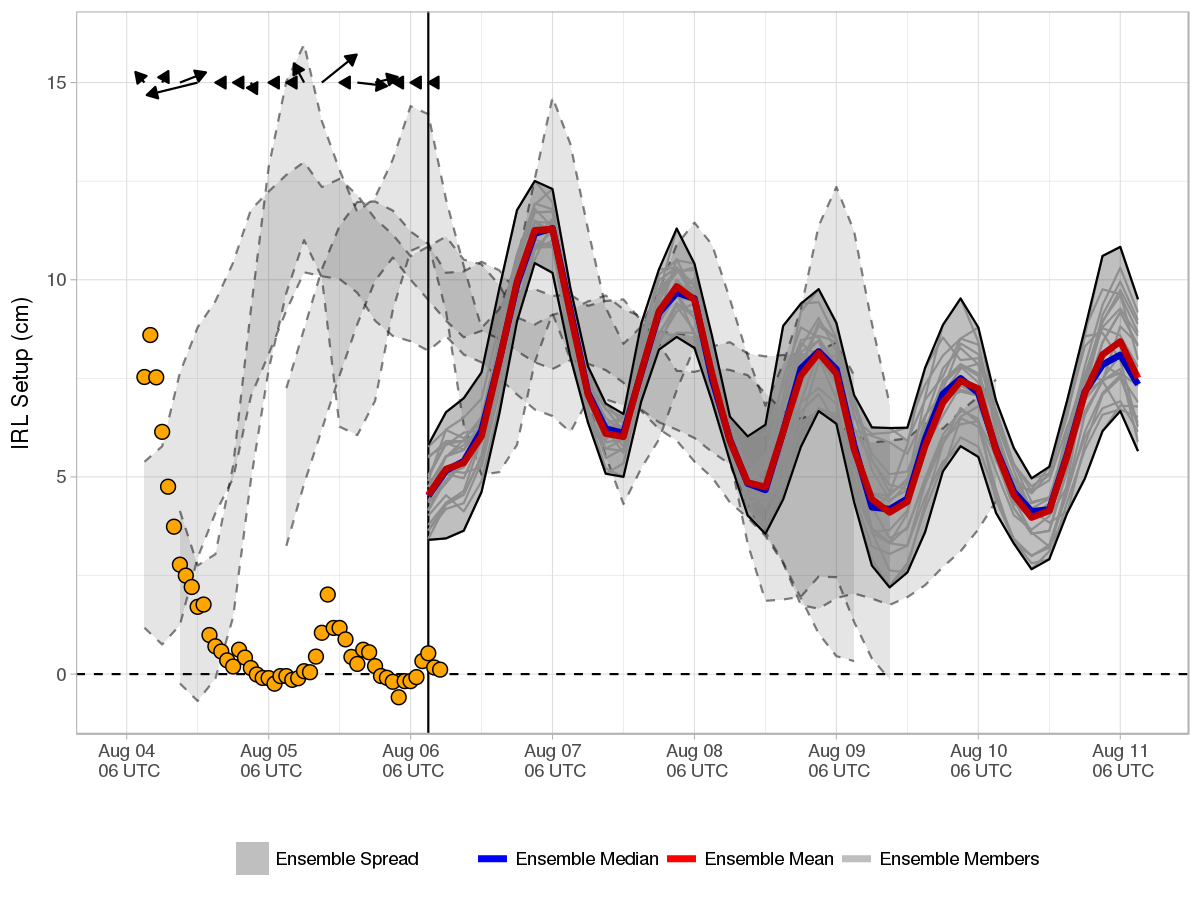 IRL Setup (cm)
15
10
5
0
Aug 04
06 UTC
Aug 05
06 UTC
Aug 06
06 UTC
Aug 07
06 UTC
Aug 08
06 UTC
Aug 09
06 UTC
Aug 10
06 UTC
Aug 11
06 UTC
Ensemble Spread
Ensemble Median
Ensemble Mean
Ensemble Members